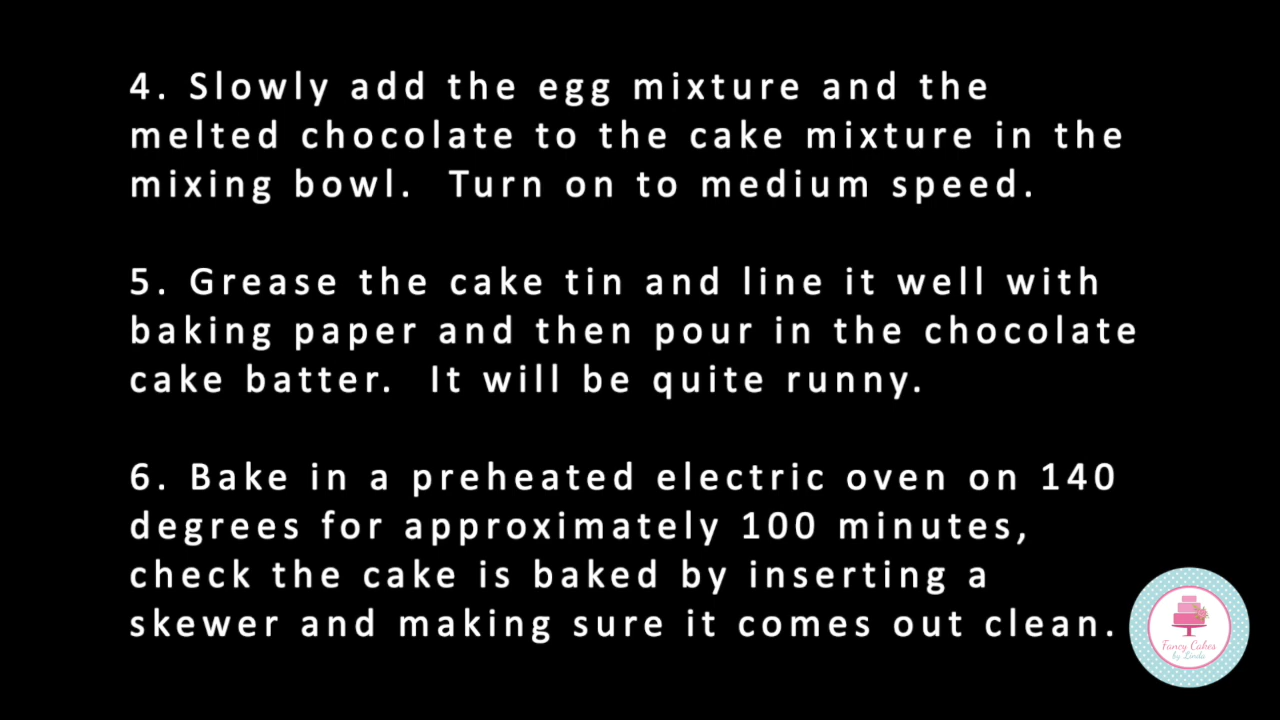 4. Slowly add the egg mixture and the
melted chocolate to the cake mixture in the
mixing bowl.  Turn on to medium speed.
5. Grease the cake tin and line it well with
baking paper and then pour in the chocolate
cake batter.  It will be quite runny.
6. Bake in a preheated electric oven on 140
degrees for approximately 100 minutes,
check the cake is baked by inserting a
skewer and making sure it comes out clean.
Fancy Cakes
by Linda